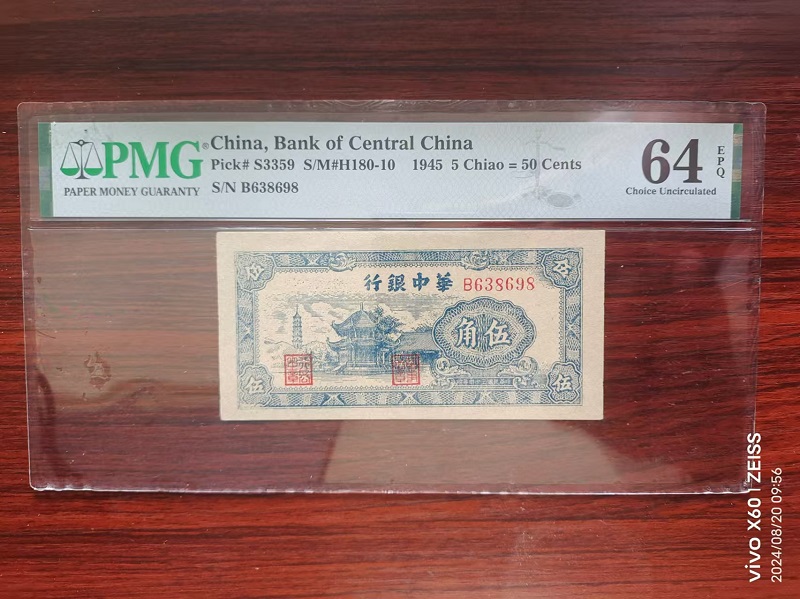 PMG®
PAPER MONEY GUARANTY
China, Bank of Central China
Pick# S3359 S/M#H180-10 1945 5 Chiao = 50 Cents
S/N B638698
64 EPQ
Choice Uncirculated
行銀中華 B638698
角伍
伍
伍
vivo X60 | ZEISS
2024/08/20 09:56